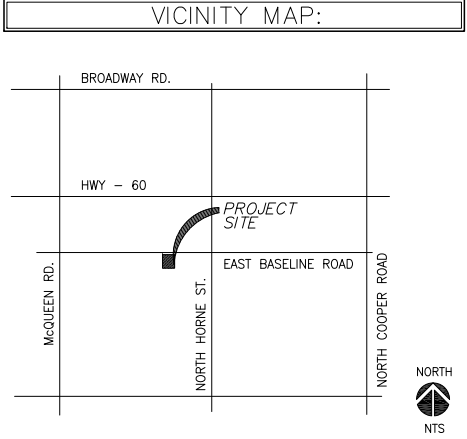 VICINITY MAP:
BROADWAY RD.
HWY - 60
PROJECT
SITE
EAST BASELINE ROAD
McQUEEN RD.
NORTH HORNE ST.
NORTH COOPER ROAD
NORTH
NTS